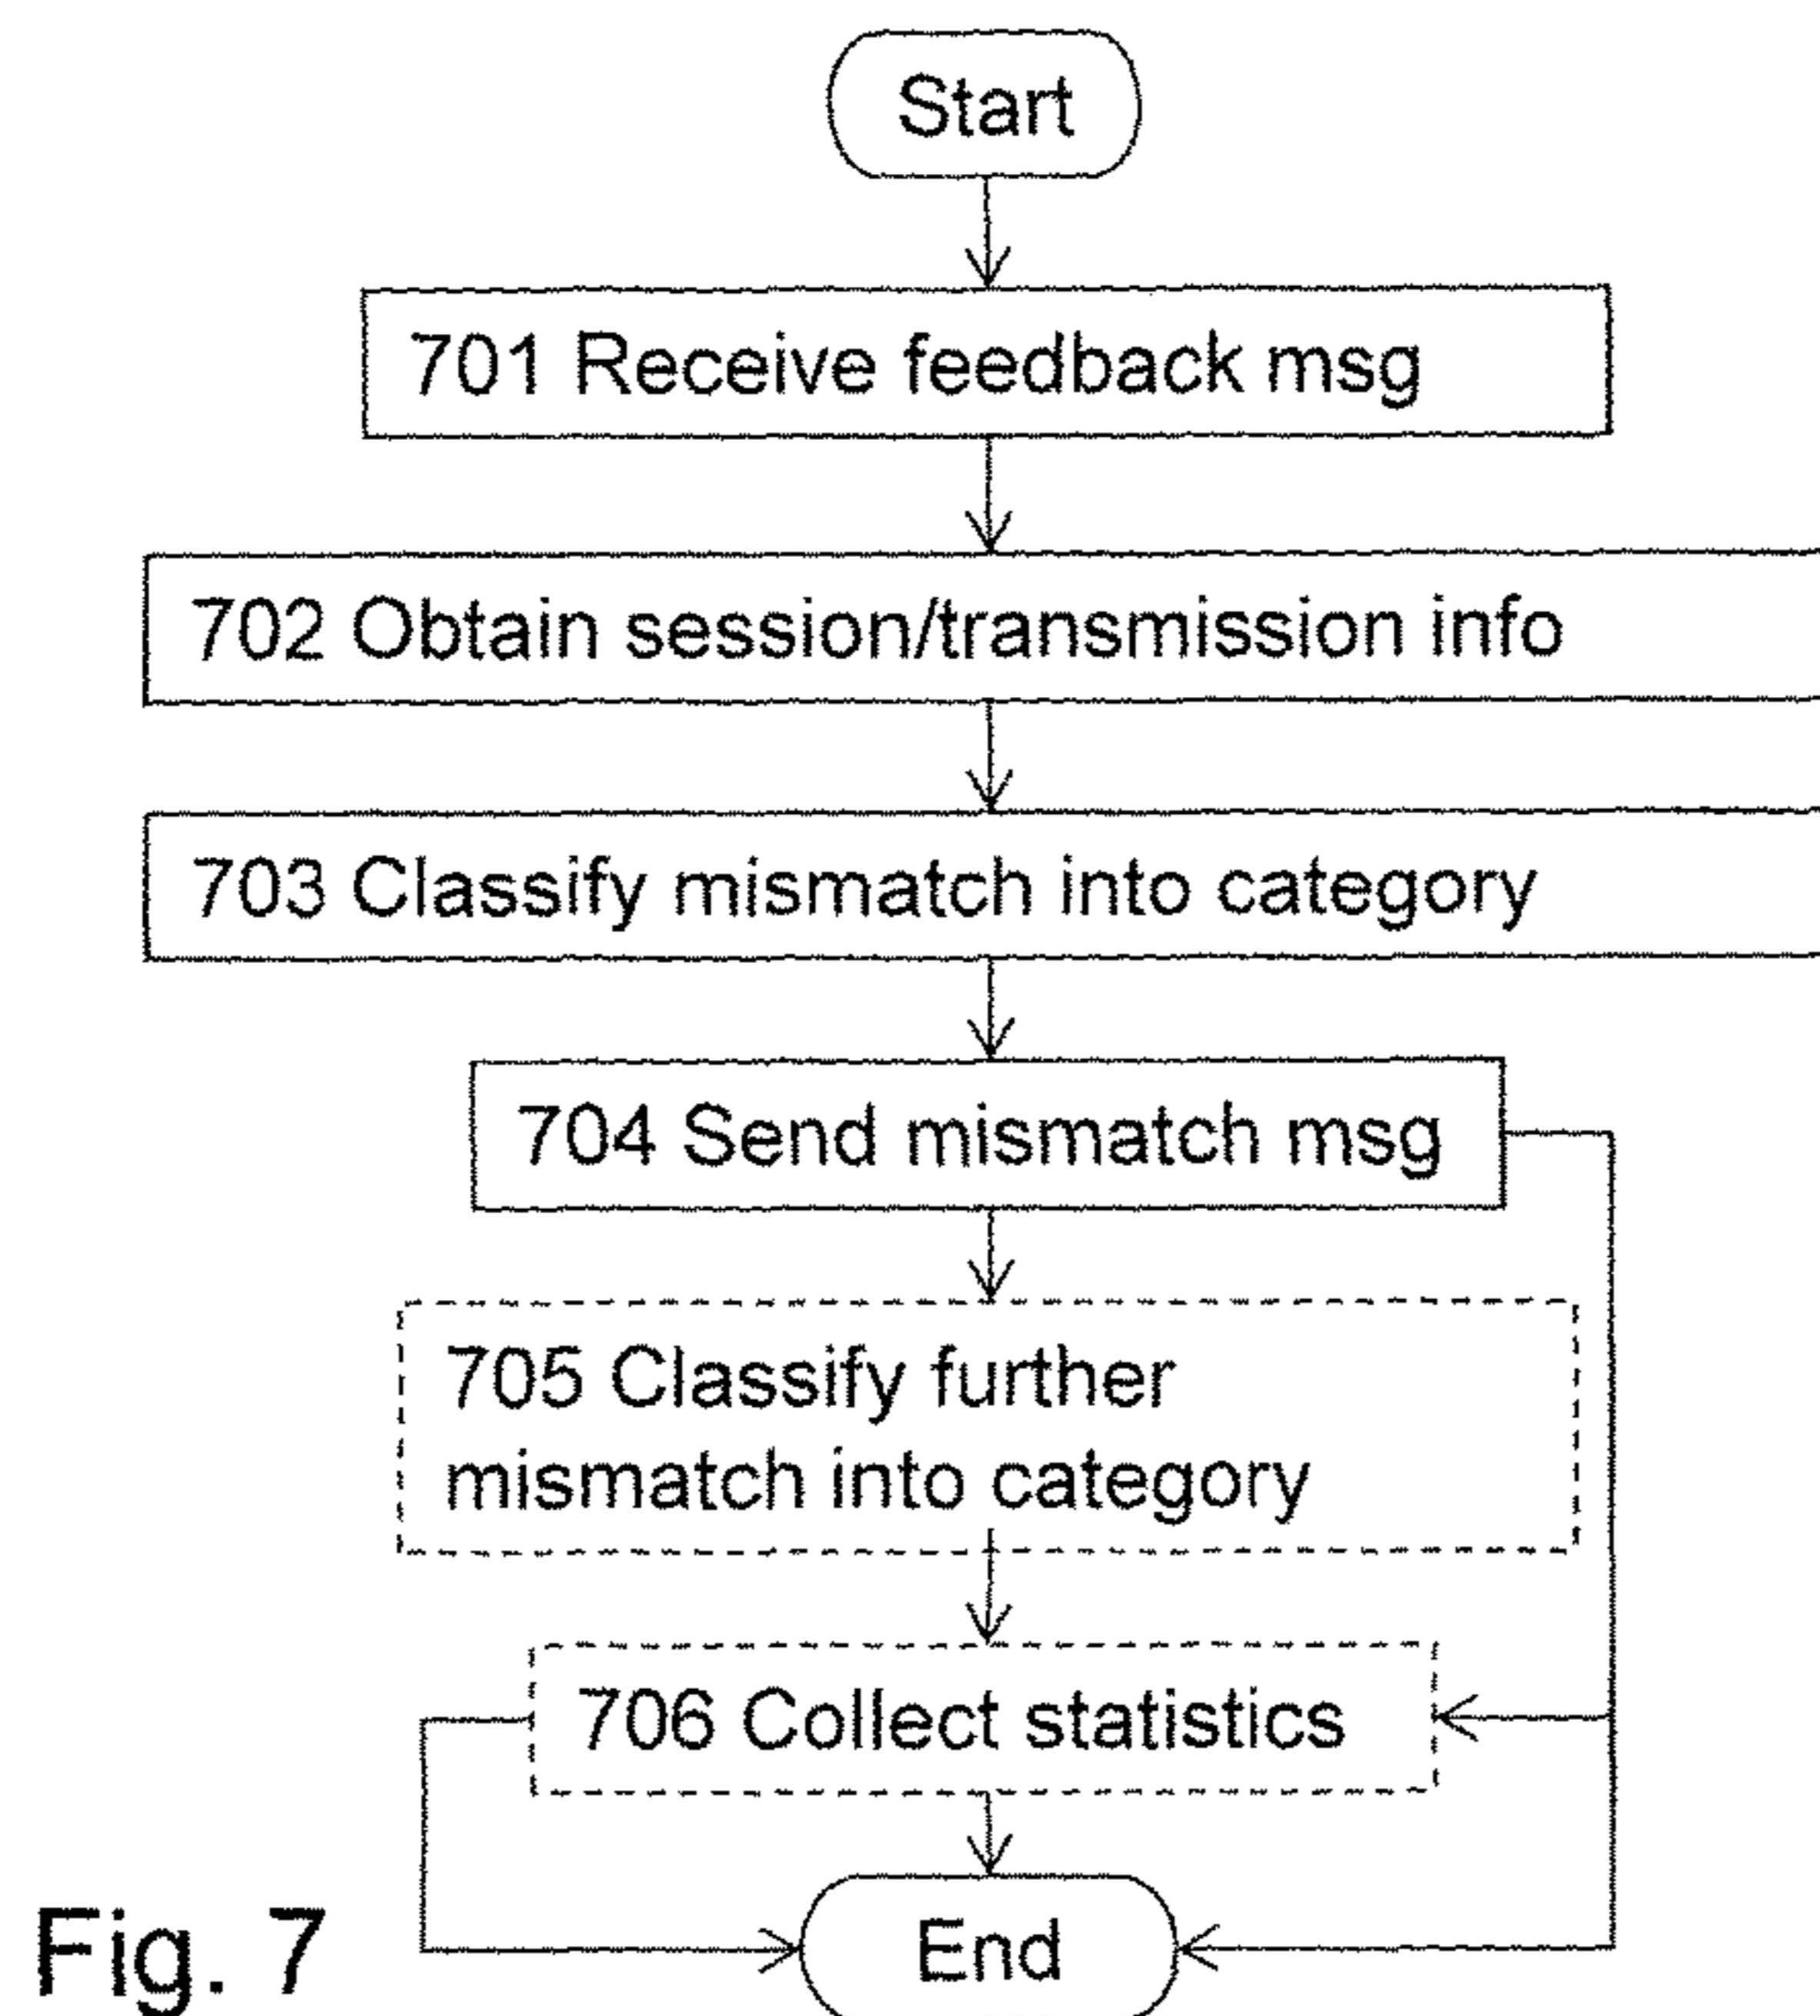 Start
701 Receive feedback msg
702 Obtain session/transmission info
703 Classify mismatch into category
704 Send mismatch msg
705 Classify further
mismatch into category
706 Collect statistics
End
Fig. 7